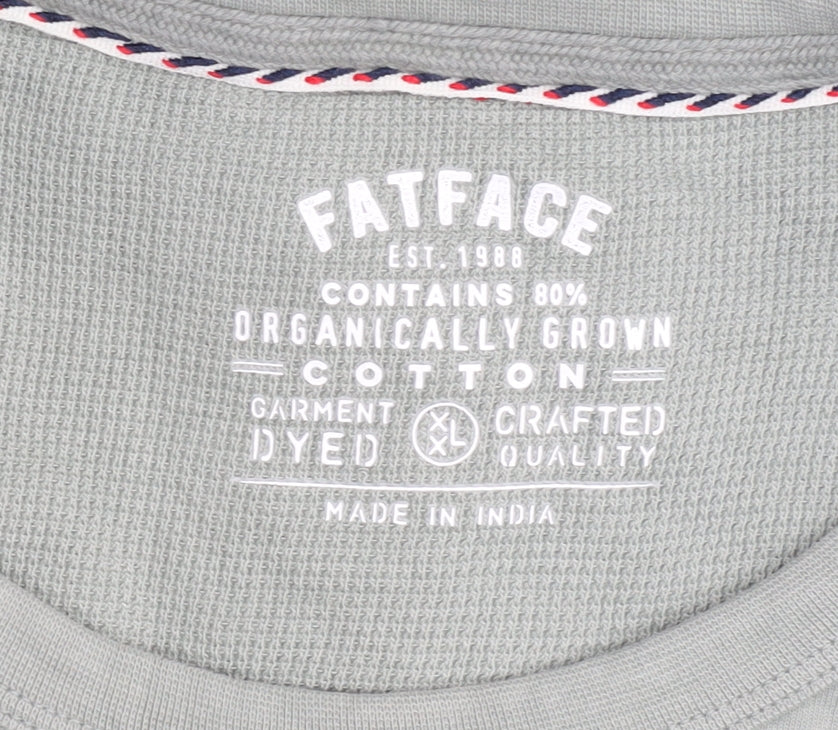 FATFACE
EST. 1988
CONTAINS 80%
ORGANICALLY GROWN
COTTON
GARMENT DYED
XXL
CRAFTED QUALITY
MADE IN INDIA